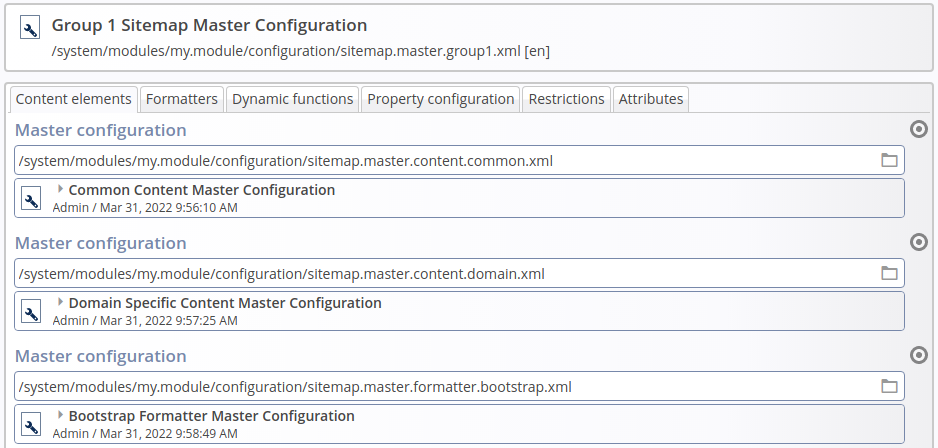 Group 1 Sitemap Master Configuration
/system/modules/my.module/configuration/sitemap.master.group1.xml [en]
Content elements Formatters Dynamic functions Property configuration Restrictions Attributes
Master configuration
/system/modules/my.module/configuration/sitemap.master.content.common.xml
Common Content Master Configuration
Admin / Mar 31, 2022 9:56:10 AM
Master configuration
/system/modules/my.module/configuration/sitemap.master.content.domain.xml
Domain Specific Content Master Configuration
Admin / Mar 31, 2022 9:57:25 AM
Master configuration
/system/modules/my.module/configuration/sitemap.master.formatter.bootstrap.xml
Bootstrap Formatter Master Configuration
Admin / Mar 31, 2022 9:58:49 AM